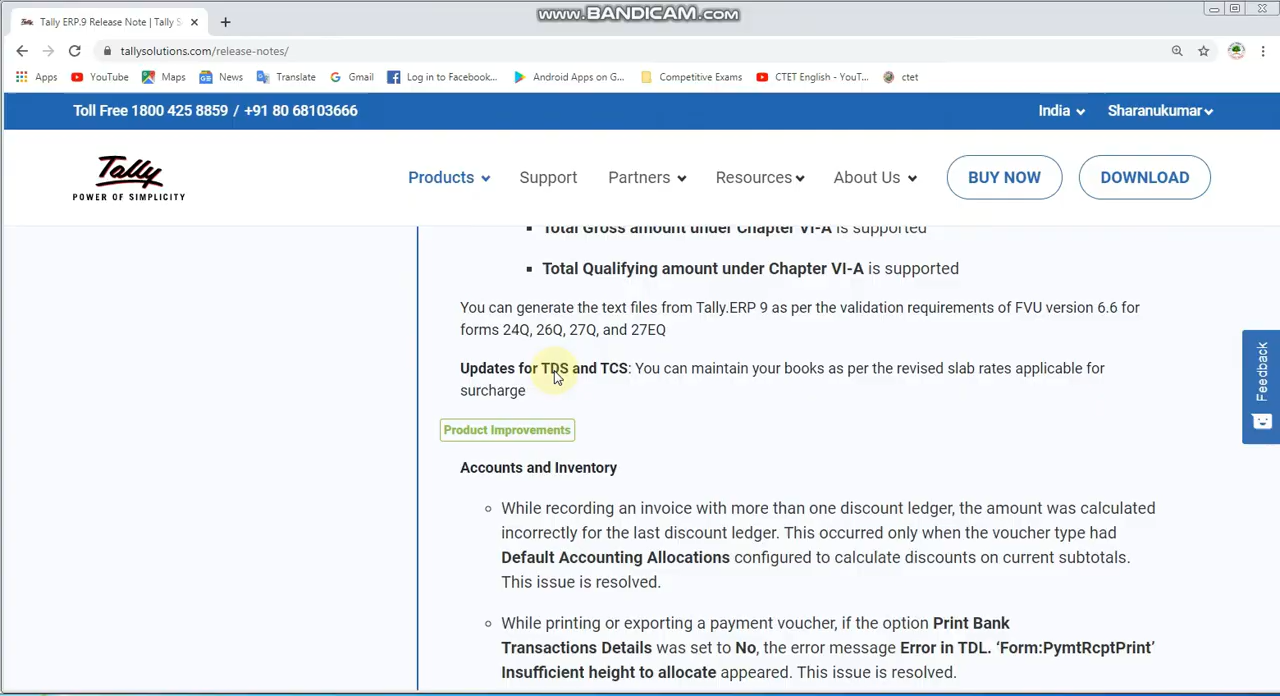 www.BANDICAM.com
Tally ERP.9 Release Note | Tally S
tallysolutions.com/release-notes/
Apps
YouTube
Maps
News
Translate
Gmail
Log in to Facebook...
Android Apps on G...
Competitive Exams
CTET English - YouT...
ctet
Toll Free 1800 425 8859 / +91 80 68103666
India
Sharanukumar
Tally
POWER OF SIMPLICITY
Products
Support
Partners
Resources
About Us
BUY NOW
DOWNLOAD
Total Gross amount under Chapter VI-A is supported
Total Qualifying amount under Chapter VI-A is supported
You can generate the text files from Tally.ERP 9 as per the validation requirements of FVU version 6.6 for
forms 24Q, 26Q, 27Q, and 27EQ
Updates for TDS and TCS: You can maintain your books as per the revised slab rates applicable for
surcharge
Product Improvements
Accounts and Inventory
While recording an invoice with more than one discount ledger, the amount was calculated
incorrectly for the last discount ledger. This occurred only when the voucher type had
Default Accounting Allocations configured to calculate discounts on current subtotals.
This issue is resolved.
While printing or exporting a payment voucher, if the option Print Bank
Transactions Details was set to No, the error message Error in TDL. ‘Form:PymtRcptPrint’
Insufficient height to allocate appeared. This issue is resolved.
Feedback